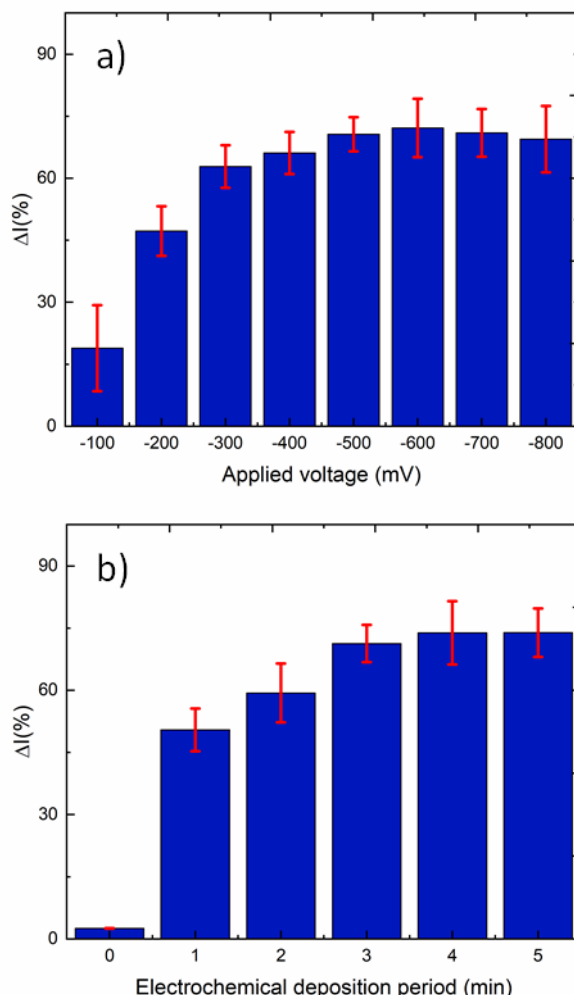 a)
90
60
30
0
ΔI(%)
-100 -200 -300 -400 -500 -600 -700 -800
Applied voltage (mV)
b)
90
60
30
0
ΔI(%)
0 1 2 3 4 5
Electrochemical deposition period (min)